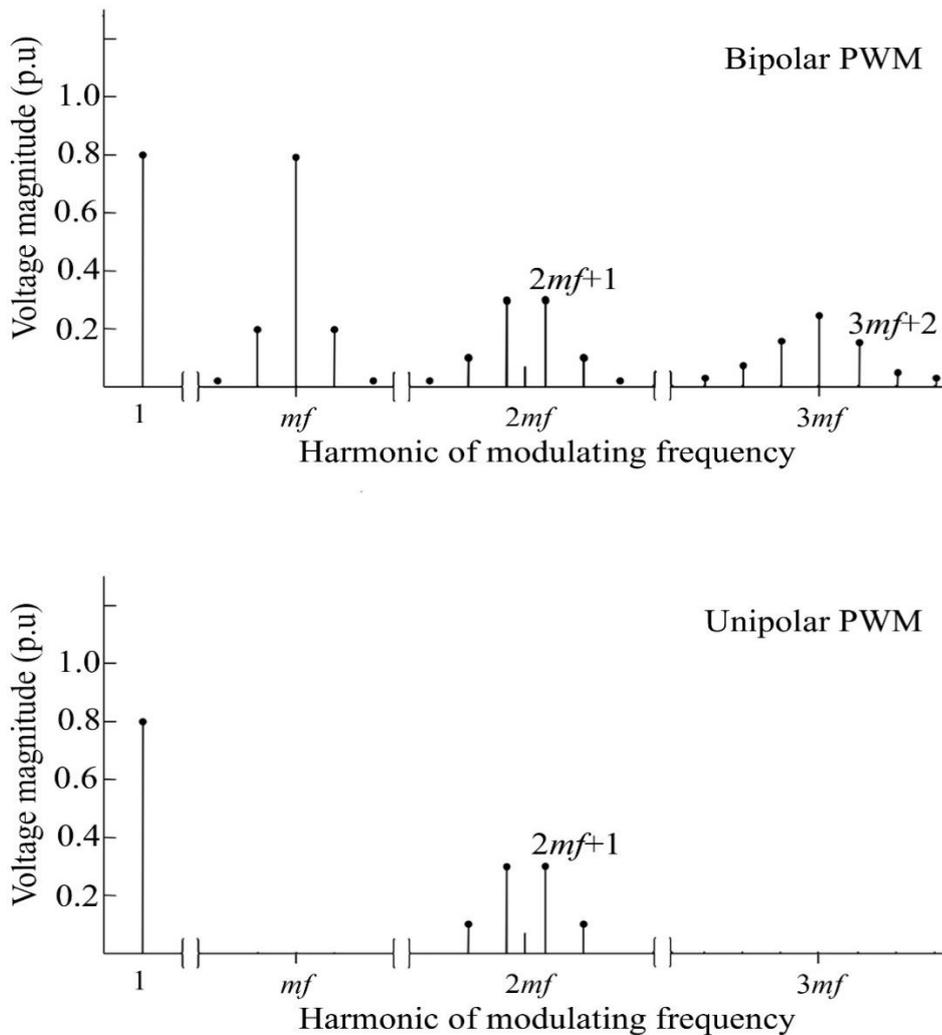 Bipolar PWM
Voltage magnitude (p.u)
1.0
0.8
0.6
0.4
0.2
2mf+1
3mf+2
1 mf 2mf 3mf
Harmonic of modulating frequency
Unipolar PWM
Voltage magnitude (p.u)
1.0
0.8
0.6
0.4
0.2
2mf+1
1 mf 2mf 3mf
Harmonic of modulating frequency